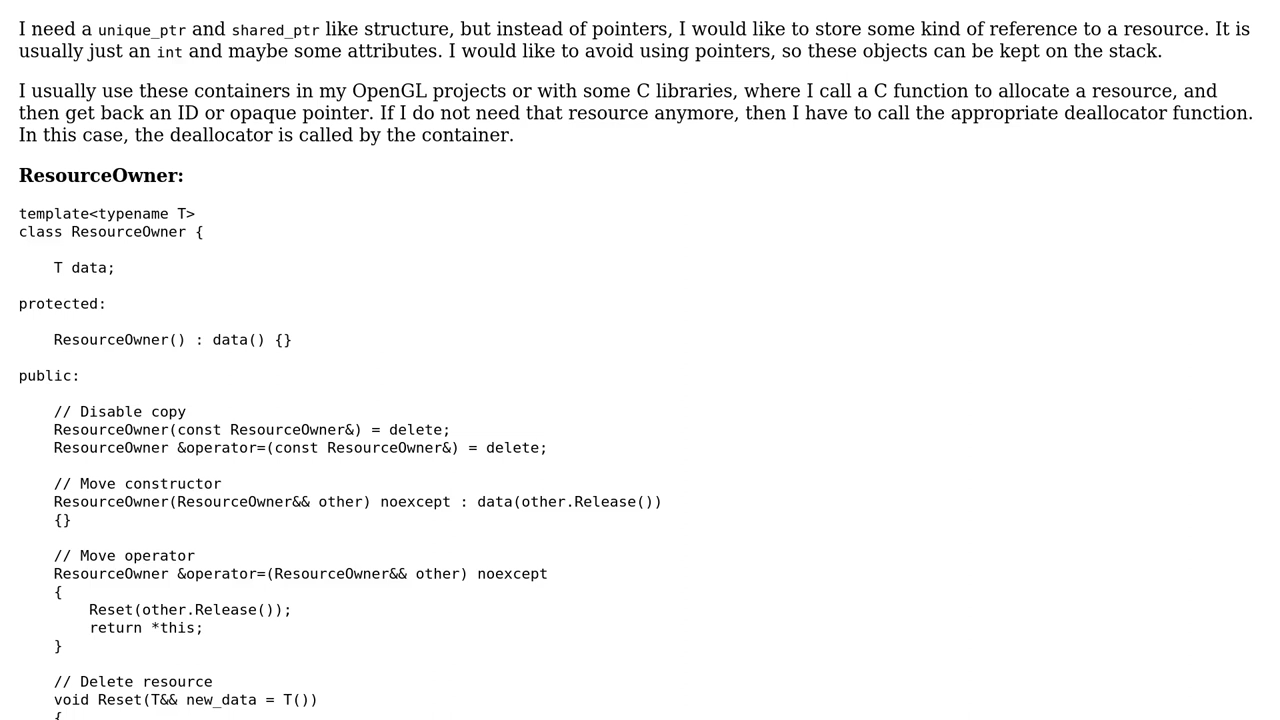 I need a unique_ptr and shared_ptr like structure, but instead of pointers, I would like to store some kind of reference to a resource. It is
usually just an int and maybe some attributes. I would like to avoid using pointers, so these objects can be kept on the stack.
I usually use these containers in my OpenGL projects or with some C libraries, where I call a C function to allocate a resource, and
then get back an ID or opaque pointer. If I do not need that resource anymore, then I have to call the appropriate deallocator function.
In this case, the deallocator is called by the container.
ResourceOwner:
template<typename T>
class ResourceOwner {
    T data;
protected:
    ResourceOwner() : data() {}
public:
    // Disable copy
    ResourceOwner(const ResourceOwner&) = delete;
    ResourceOwner &operator=(const ResourceOwner&) = delete;
    // Move constructor
    ResourceOwner(ResourceOwner&& other) noexcept : data(other.Release())
    {}
    // Move operator
    ResourceOwner &operator=(ResourceOwner&& other) noexcept
    {
        Reset(other.Release());
        return *this;
    }
    // Delete resource
    void Reset(T&& new_data = T())
    {